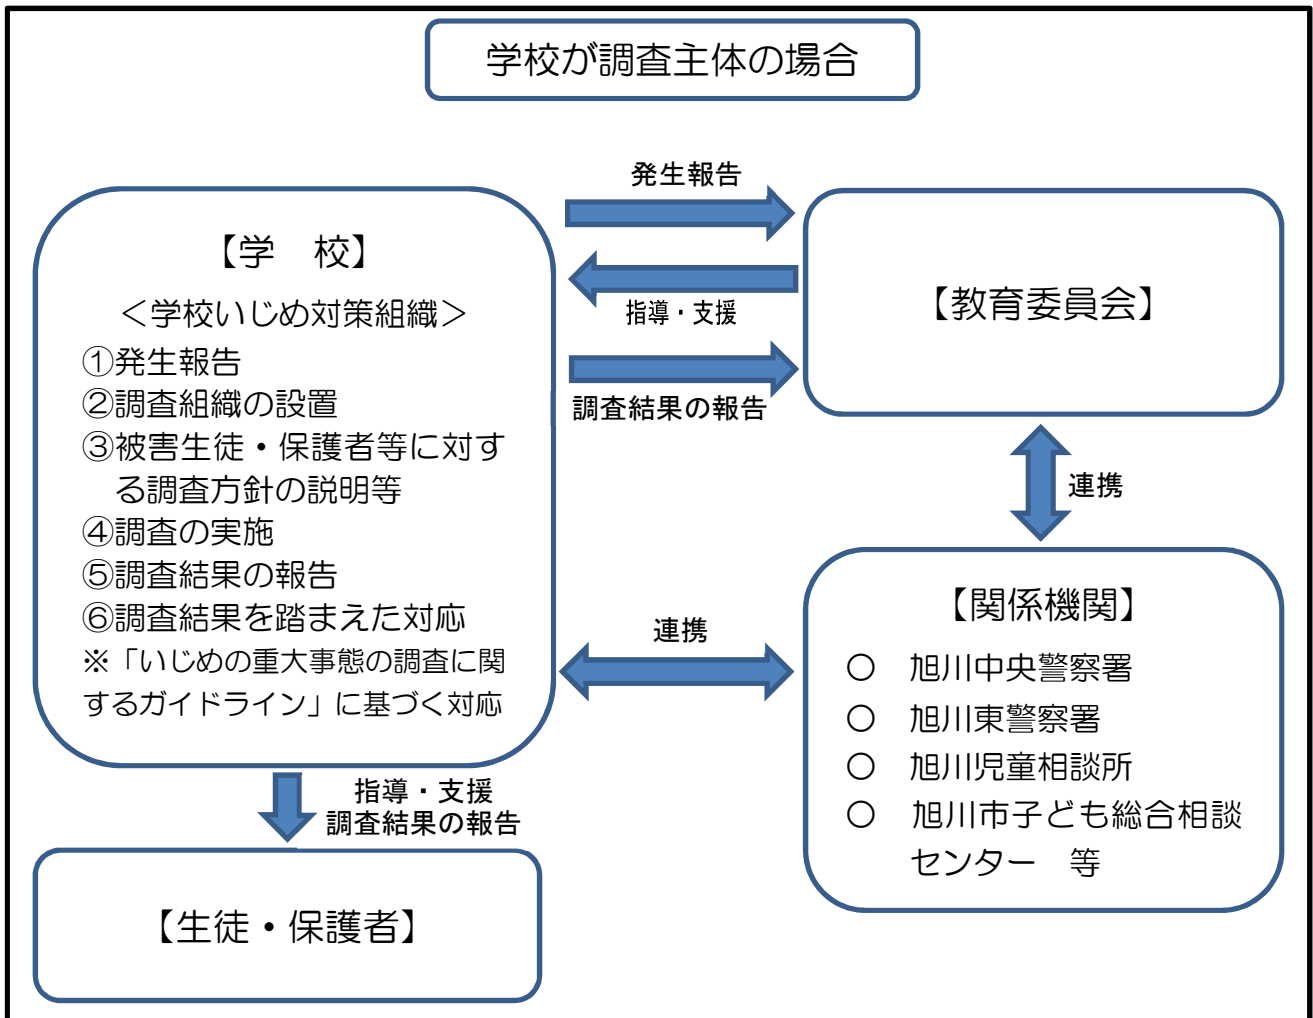 学校が調査主体の場合
発生報告
【学　校】
＜学校いじめ対策組織＞
①発生報告
②調査組織の設置
③被害生徒・保護者等に対す
る調査方針の説明等
④調査の実施
⑤調査結果の報告
⑥調査結果を踏まえた対応
※「いじめの重大事態の調査に関
するガイドライン」に基づく対応
指導・支援
調査結果の報告
【教育委員会】
連携
連携
【関係機関】
○　旭川中央警察署
○　旭川東警察署
○　旭川児童相談所
○　旭川市子ども総合相談
センター　等
指導・支援
調査結果の報告
【生徒・保護者】